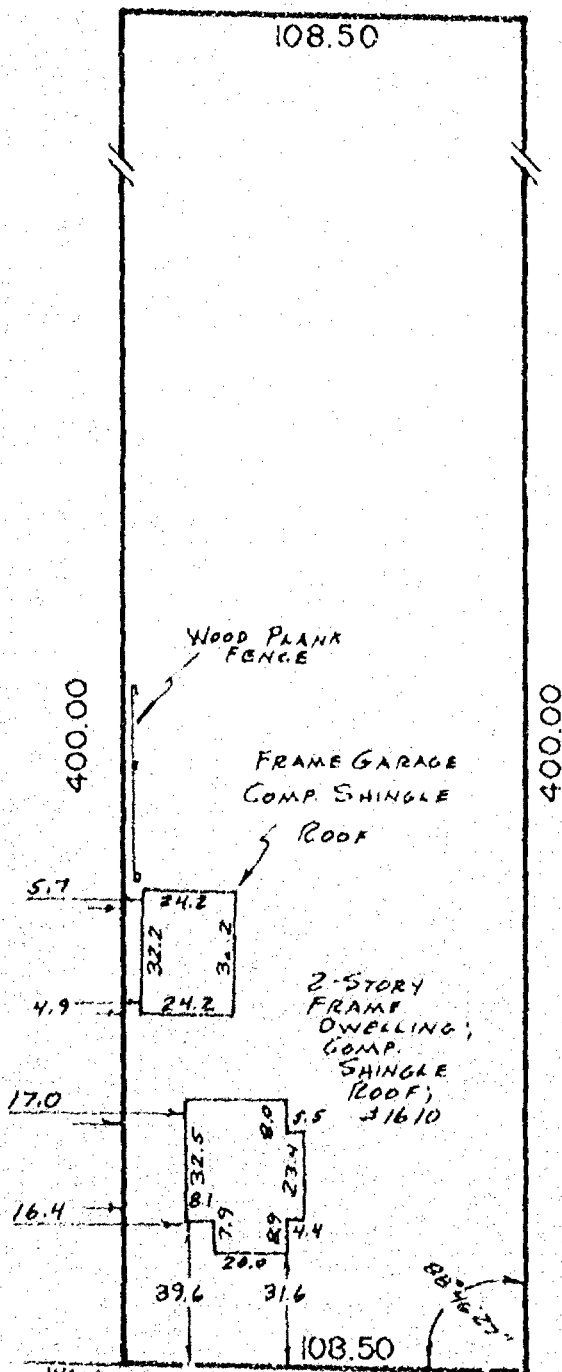 108.50
WOOD PLANK
FENCE
400.00
400.00
FRAME GARAGE
COMP. SHINGLE
ROOF
5.7
24.2
32.2
4.9
24.2
2-STORY
FRAME
DWELLING;
COMP.
SHINGLE
ROOF;
#1610
17.0
8.0
5.5
32.5
23.4
8.1
16.4
7.9
8.9
4.4
20.0
39.6
31.6
108.50